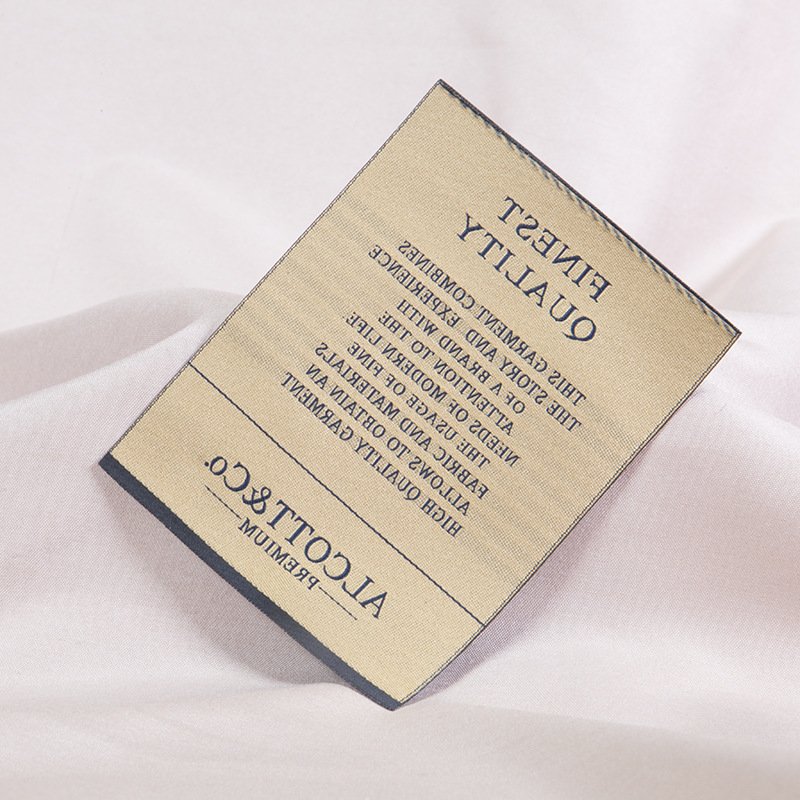 FINEST
QUALITY
THIS GARMENT COMBINES
THE STORY AND EXPERIENCE
OF A BRAND WITH
ATTENTION TO THE
NEEDS OF MODERN LIFE.
THE USAGE OF FINE
FABRIC AND MATERIALS
ALLOWS TO OBTAIN AN
HIGH QUALITY GARMENT
ALCOTT&Co.
PREMIUM